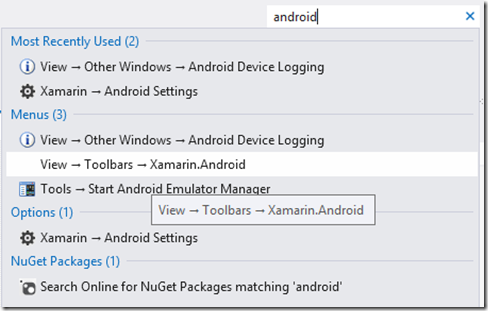 android
Most Recently Used (2)
View → Other Windows → Android Device Logging
Xamarin → Android Settings
Menus (3)
View → Other Windows → Android Device Logging
View → Toolbars → Xamarin.Android
Tools → Start Android Emulator Manager
View → Toolbars → Xamarin.Android
Options (1)
Xamarin → Android Settings
NuGet Packages (1)
Search Online for NuGet Packages matching 'android'